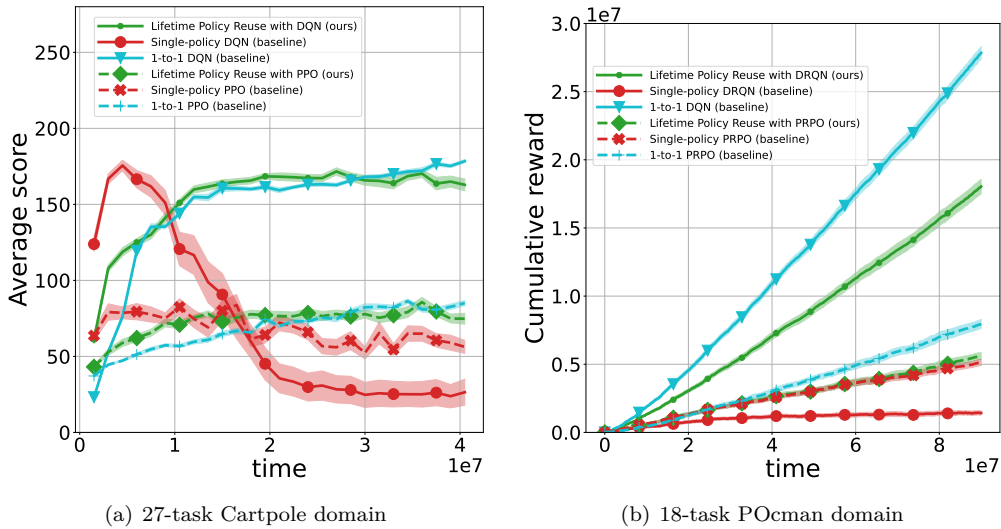 250
200
150
100
50
0
Average score
Lifetime Policy Reuse with DQN (ours)
Single-policy DQN (baseline)
1-to-1 DQN (baseline)
Lifetime Policy Reuse with PPO (ours)
Single-policy PPO (baseline)
1-to-1 PPO (baseline)
0 1 2 3 4
1e7
time
(a) 27-task Cartpole domain
1e7
3.0
2.5
2.0
1.5
1.0
0.5
0.0
Cumulative reward
Lifetime Policy Reuse with DRQN (ours)
Single-policy DRQN (baseline)
1-to-1 DQN (baseline)
Lifetime Policy Reuse with PRPO (ours)
Single-policy PRPO (baseline)
1-to-1 PRPO (baseline)
0 2 4 6 8
1e7
time
(b) 18-task POcman domain